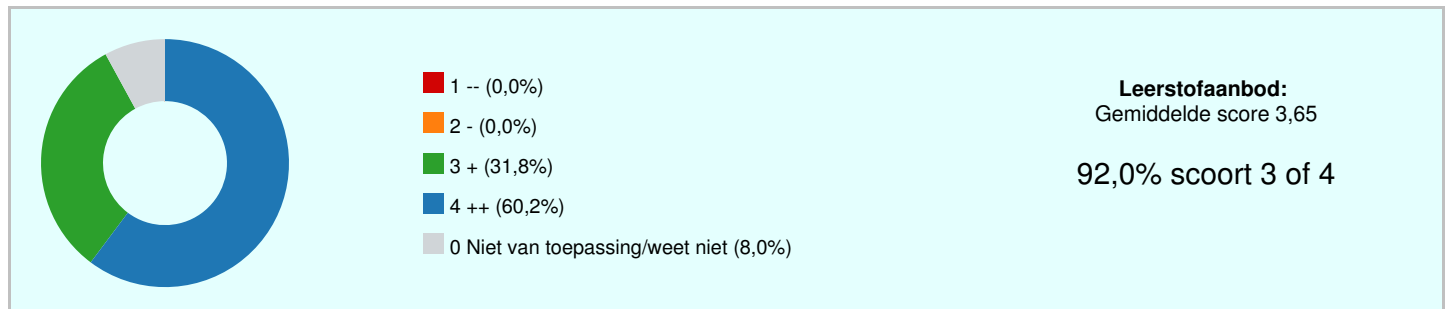 1 -- (0,0%)
2 - (0,0%)
3 + (31,8%)
4 ++ (60,2%)
0 Niet van toepassing/weet niet (8,0%)
Leerstofaanbod:
Gemiddelde score 3,65
92,0% scoort 3 of 4